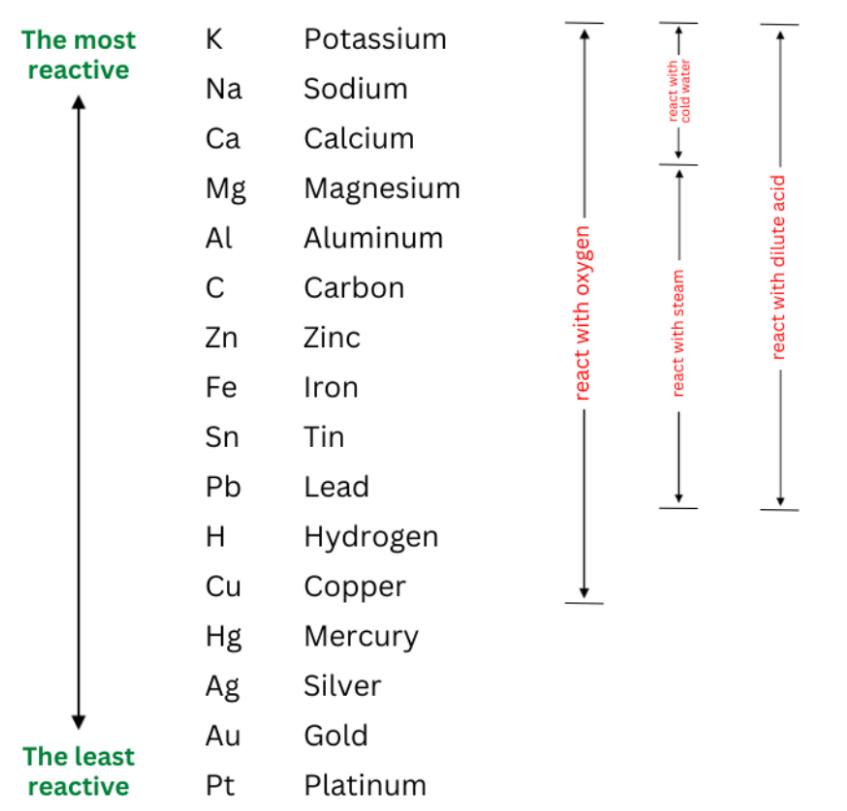 The most
reactive
K Potassium
Na Sodium
Ca Calcium
Mg Magnesium
Al Aluminum
C Carbon
Zn Zinc
Fe Iron
Sn Tin
Pb Lead
H Hydrogen
Cu Copper
Hg Mercury
Ag Silver
Au Gold
Pt Platinum
The least
reactive
react with oxygen
react with
cold water
react with steam
react with dilute acid